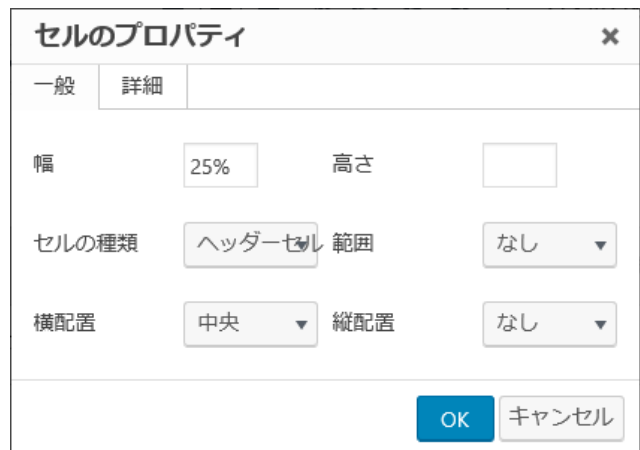 セルのプロパティ ×
一般 詳細
幅 25% 高さ
セルの種類 ヘッダーセル 範囲 なし
横配置 中央 縦配置 なし
OK キャンセル